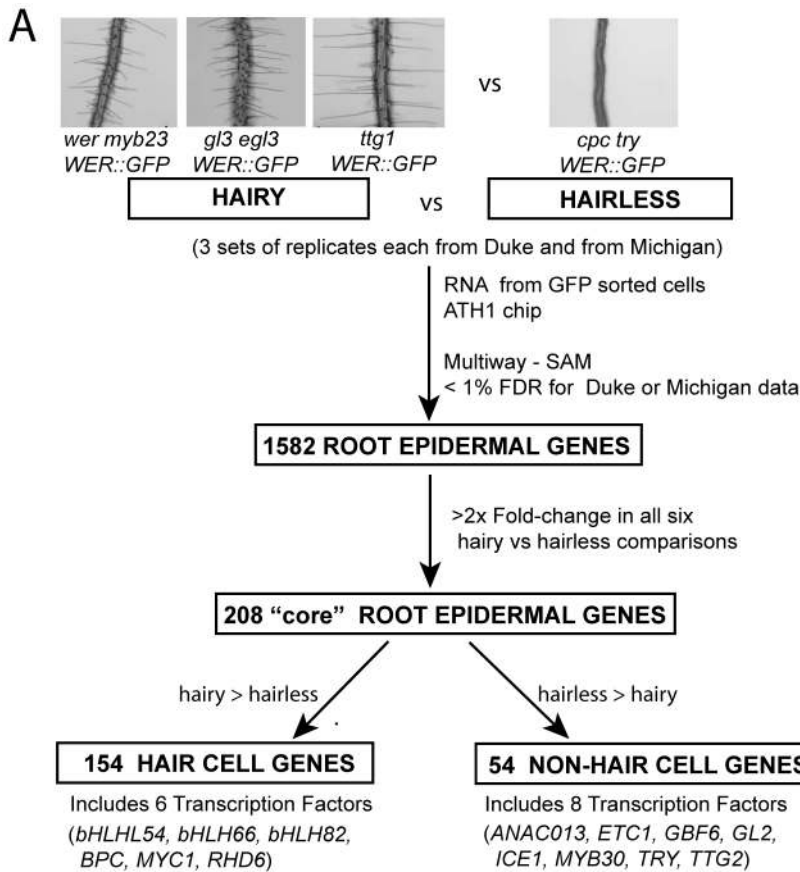 A
vs
wer myb23
gl3 egl3
ttg1
cpc try
WER::GFP
WER::GFP
WER::GFP
WER::GFP
HAIRY
vs
HAIRLESS
(3 sets of replicates each from Duke and from Michigan)
RNA from GFP sorted cells
ATH1 chip
Multiway - SAM
< 1% FDR for Duke or Michigan data
1582 ROOT EPIDERMAL GENES
>2x Fold-change in all six
hairy vs hairless comparisons
208 “core” ROOT EPIDERMAL GENES
hairy > hairless
hairless > hairy
154 HAIR CELL GENES
54 NON-HAIR CELL GENES
Includes 6 Transcription Factors
(bHLHL54, bHLH66, bHLH82,
BPC, MYC1, RHD6)
Includes 8 Transcription Factors
(ANAC013, ETC1, GBF6, GL2,
ICE1, MYB30, TRY, TTG2)